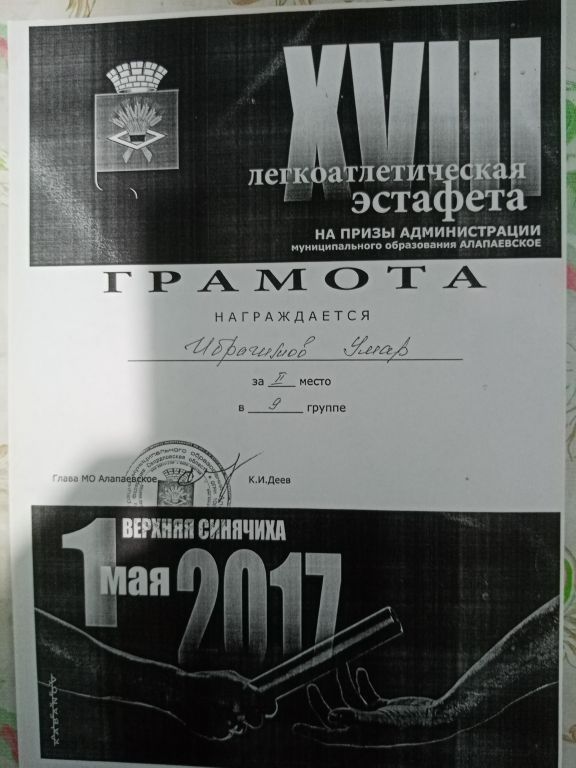 XVIII
легкоатлетическая
эстафета
НА ПРИЗЫ АДМИНИСТРАЦИИ
муниципального образования АЛАПАЕВСКОЕ
ГРАМОТА
НАГРАЖДАЕТСЯ
Ибрагимов Умар
за II место
в 9 группе
Глава МО Алапаевское К.И.Деев
ВЕРХНЯЯ СИНЯЧИХА
1 мая 2017
КАБАНОВ